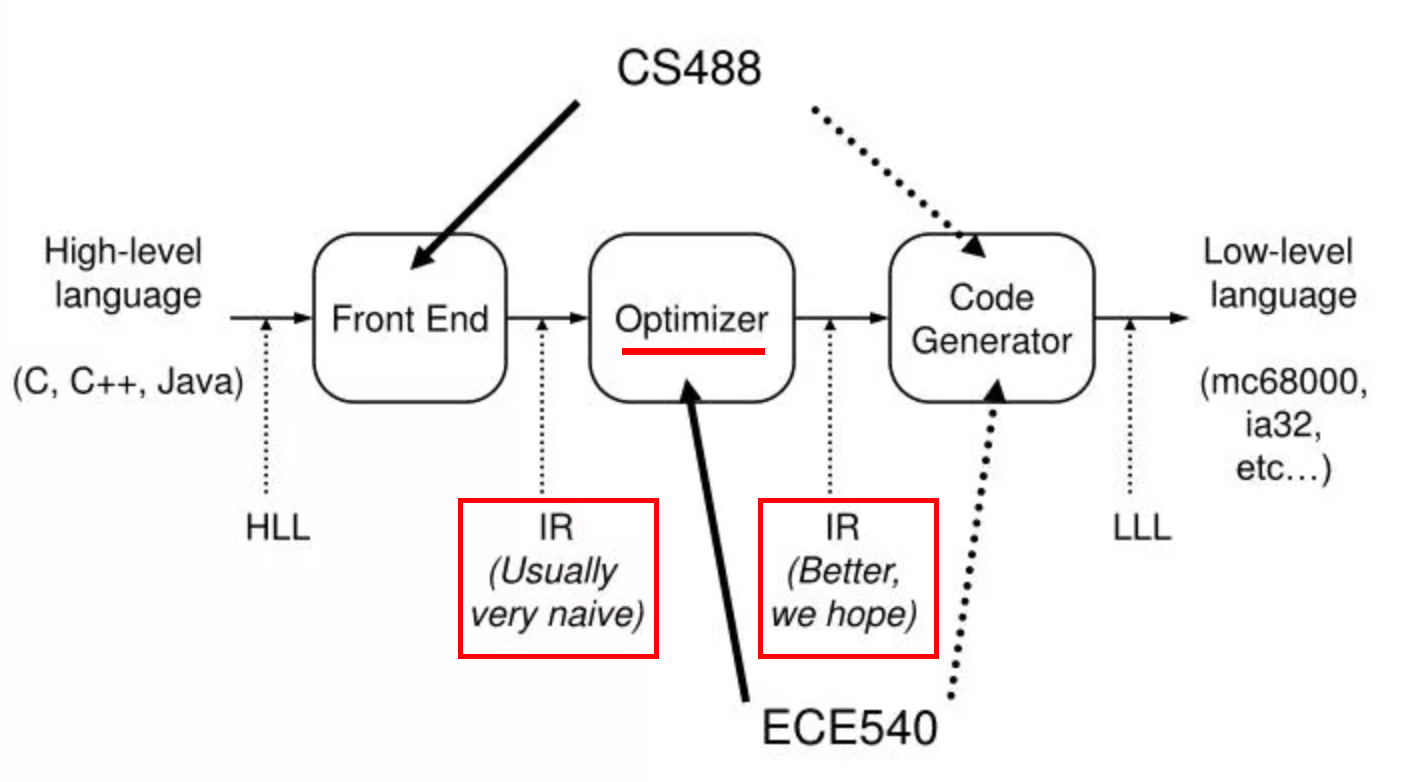 CS488
High-level
language
(C, C++, Java)
Front End
Optimizer
Code
Generator
Low-level
language
(mc68000,
ia32,
etc…)
HLL
IR
(Usually
very naive)
IR
(Better,
we hope)
LLL
ECE540